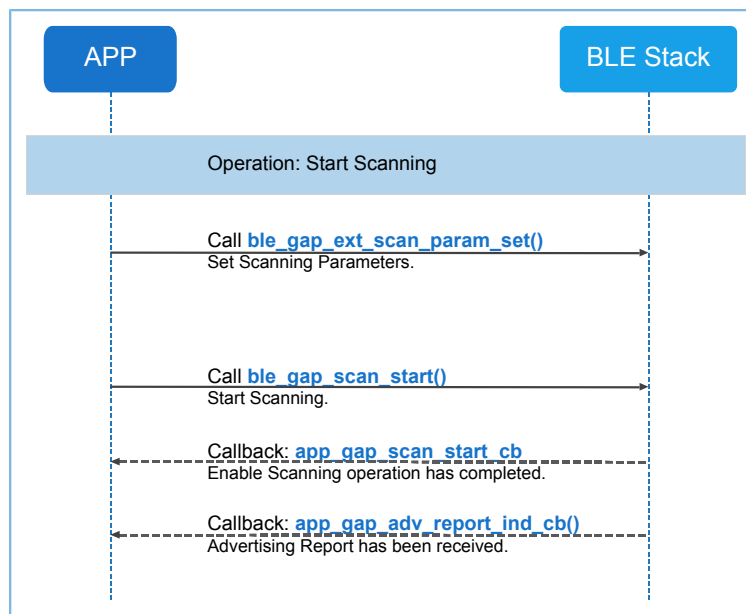 APP
BLE Stack
Operation: Start Scanning
Call ble_gap_ext_scan_param_set()
Set Scanning Parameters.
Call ble_gap_scan_start()
Start Scanning.
Callback: app_gap_scan_start_cb
Enable Scanning operation has completed.
Callback: app_gap_adv_report_ind_cb()
Advertising Report has been received.